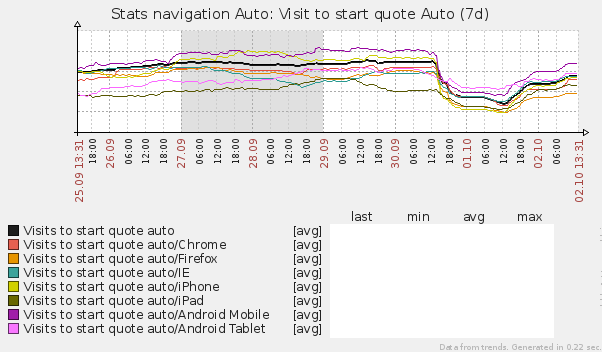 Stats navigation Auto: Visit to start quote Auto (7d)
25.09 13:31 18:00 26.09 06:00 12:00 18:00 27.09 06:00 12:00 18:00 28.09 06:00 12:00 18:00 29.09 06:00 12:00 18:00 30.09 06:00 12:00 18:00 01.10 06:00 12:00 18:00 02.10 06:00 02.10 13:31
last min avg max
Visits to start quote auto [avg]
Visits to start quote auto/Chrome [avg]
Visits to start quote auto/Firefox [avg]
Visits to start quote auto/IE [avg]
Visits to start quote auto/iPhone [avg]
Visits to start quote auto/iPad [avg]
Visits to start quote auto/Android Mobile [avg]
Visits to start quote auto/Android Tablet [avg]
Data from trends. Generated in 0.22 sec.